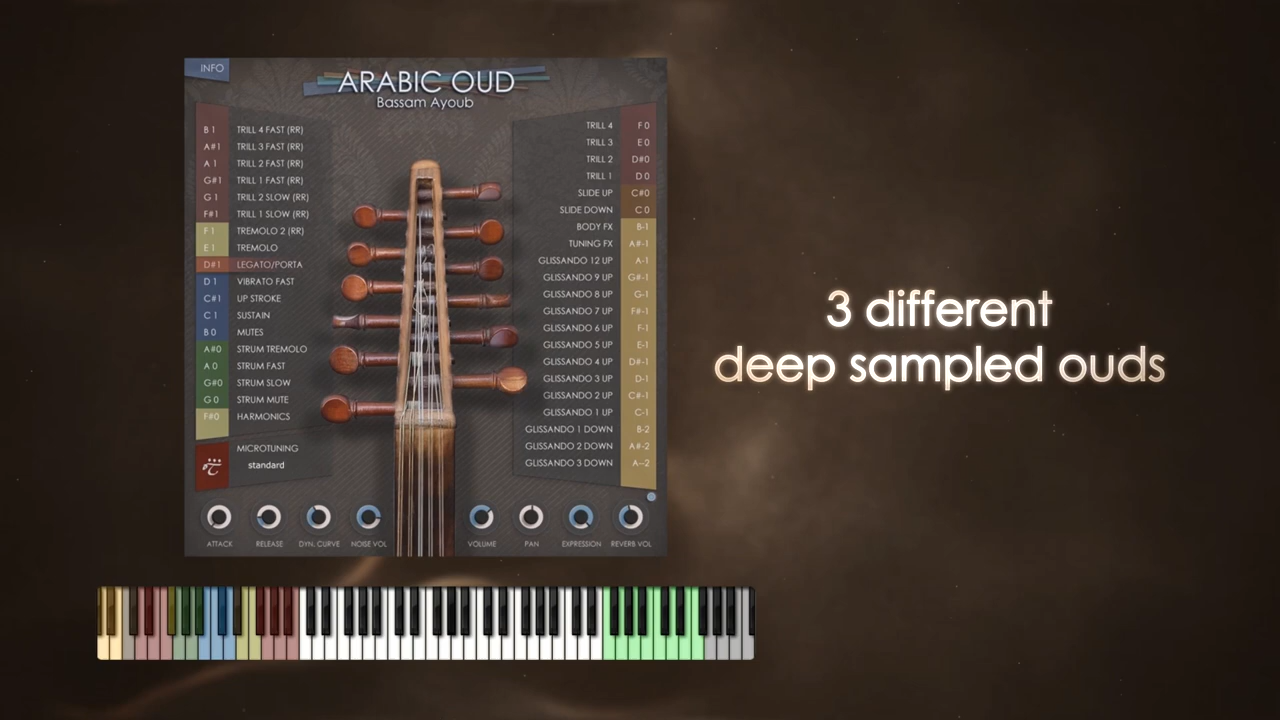 INFO
ARABIC OUD
Bassam Ayoub
B 1 TRILL 4 FAST (RR)
A#1 TRILL 3 FAST (RR)
A 1 TRILL 2 FAST (RR)
G#1 TRILL 1 FAST (RR)
G 1 TRILL 2 SLOW (RR)
F#1 TRILL 1 SLOW (RR)
F 1 TREMOLO 2 (RR)
E 1 TREMOLO
D#1 LEGATO/PORTA
D 1 VIBRATO FAST
C#1 UP STROKE
C 1 SUSTAIN
B 0 MUTES
A#0 STRUM TREMOLO
A 0 STRUM FAST
G#0 STRUM SLOW
G 0 STRUM MUTE
F#0 HARMONICS
MICROTUNING
standard
TRILL 4 F 0
TRILL 3 E 0
TRILL 2 D#0
TRILL 1 D 0
SLIDE UP C#0
SLIDE DOWN C 0
BODY FX B-1
TUNING FX A#-1
GLISSANDO 12 UP A-1
GLISSANDO 9 UP G#-1
GLISSANDO 8 UP G-1
GLISSANDO 7 UP F#-1
GLISSANDO 6 UP F-1
GLISSANDO 5 UP E-1
GLISSANDO 4 UP D#-1
GLISSANDO 3 UP D-1
GLISSANDO 2 UP C#-1
GLISSANDO 1 UP C-1
GLISSANDO 1 DOWN B-2
GLISSANDO 2 DOWN A#-2
GLISSANDO 3 DOWN A--2
ATTACK RELEASE DYN. CURVE NOISE VOL VOLUME PAN EXPRESSION REVERB VOL
3 different
deep sampled ouds